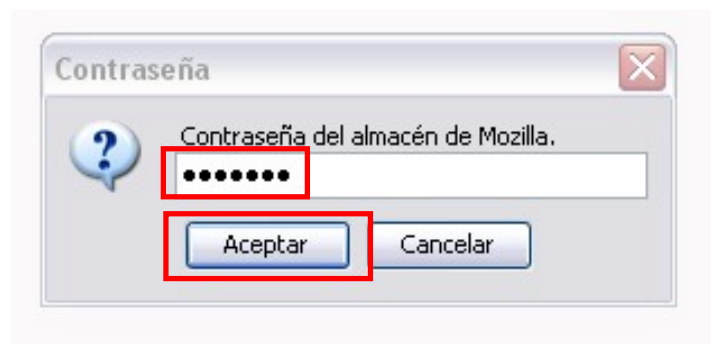 Contraseña
Contraseña del almacén de Mozilla.
•••••••
Aceptar Cancelar